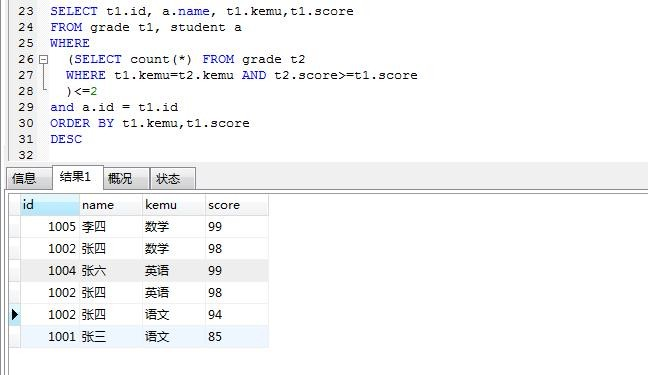 23 SELECT t1.id, a.name, t1.kemu,t1.score
24 FROM grade t1, student a
25 WHERE
26 (SELECT count(*) FROM grade t2
27 WHERE t1.kemu=t2.kemu AND t2.score>=t1.score
28 )<=2
29 and a.id = t1.id
30 ORDER BY t1.kemu,t1.score
31 DESC
32
信息 结果1 概况 状态
id name kemu score
1005 李四 数学 99
1002 张四 数学 98
1004 张六 英语 99
1002 张四 英语 98
1002 张四 语文 94
1001 张三 语文 85